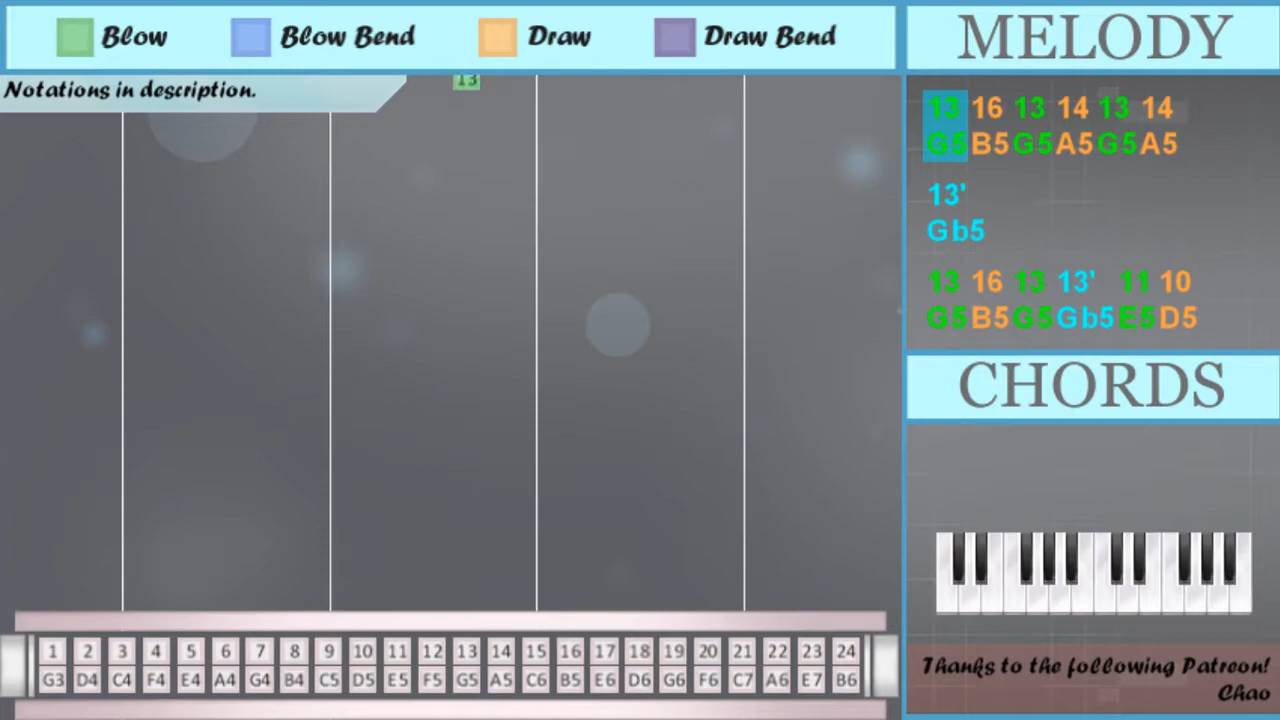 Blow Blow Bend Draw Draw Bend
MELODY
Notations in description.
13
13 16 13 14 13 14
G5 B5 G5 A5 G5 A5
13'
Gb5
13 16 13 13' 11 10
G5 B5 G5 Gb5 E5 D5
CHORDS
1 2 3 4 5 6 7 8 9 10 11 12 13 14 15 16 17 18 19 20 21 22 23 24
G3 D4 C4 F4 E4 A4 G4 B4 C5 D5 E5 F5 G5 A5 C6 B5 E6 D6 G6 F6 C7 A6 E7 B6
Thanks to the following Patreon!
Chao